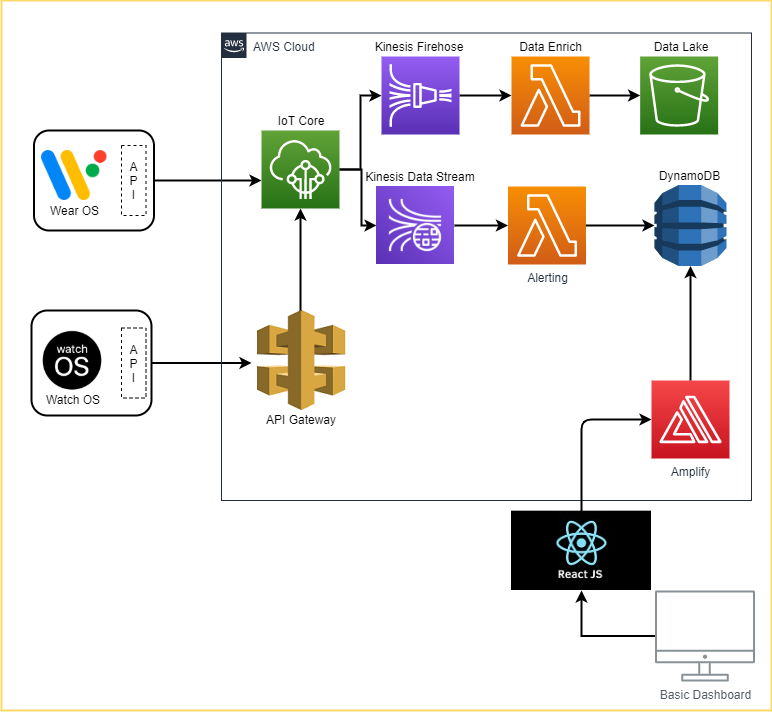 aws
AWS Cloud
Kinesis Firehose
Data Enrich
Data Lake
IoT Core
A
P
I
Wear OS
Kinesis Data Stream
DynamoDB
Alerting
watch
OS
A
P
I
Watch OS
API Gateway
Amplify
React JS
Basic Dashboard